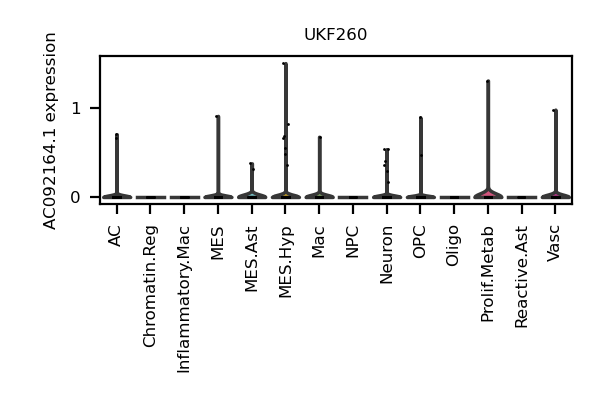 UKF260
AC092164.1 expression
1
0
AC
Chromatin.Reg
Inflammatory.Mac
MES
MES.Ast
MES.Hyp
Mac
NPC
Neuron
OPC
Oligo
Prolif.Metab
Reactive.Ast
Vasc